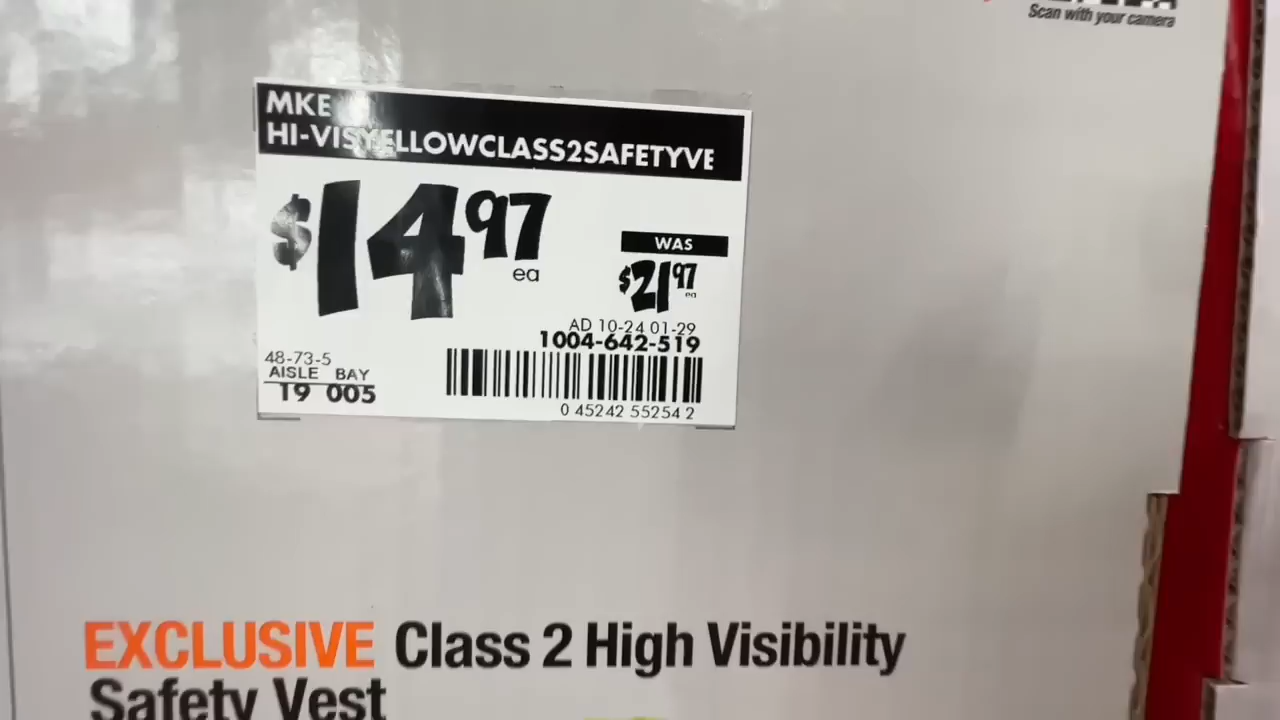 Scan with your camera
MKE
HI-VISYELLOWCLASS2SAFETYVE
$14 97
ea
WAS
$21 97
ea
AD 10-24 01-29
1004-642-519
48-73-5
AISLE BAY
19 005
0 45242 55254 2
EXCLUSIVE Class 2 High Visibility
Safety Vest